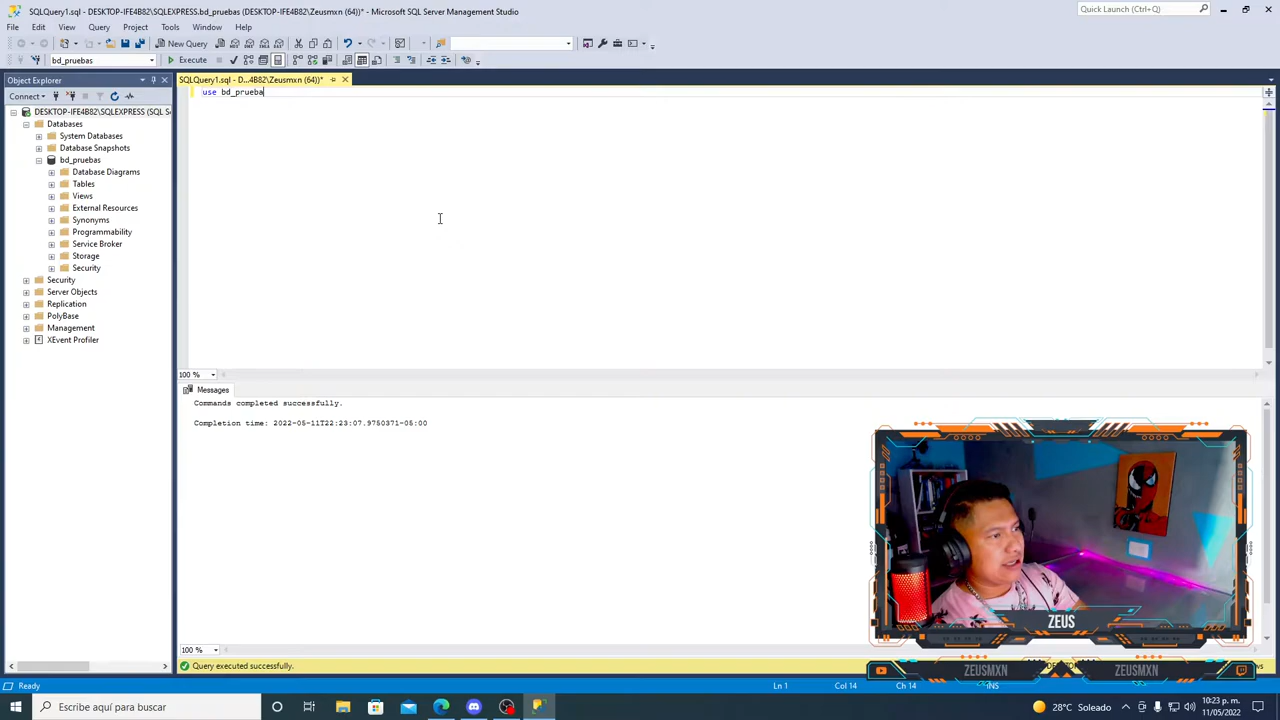 SQLQuery1.sql - DESKTOP-IFE4B82\SQLEXPRESS.bd_pruebas (DESKTOP-IFE4B82\Zeusmxn (64))* - Microsoft SQL Server Management Studio
Quick Launch (Ctrl+Q)
File Edit View Query Project Tools Window Help
New Query
bd_pruebas
Execute
Object Explorer
SQLQuery1.sql - D...4B82\Zeusmxn (64))*
Connect
use bd_prueba
DESKTOP-IFE4B82\SQLEXPRESS (SQL S
Databases
System Databases
Database Snapshots
bd_pruebas
Database Diagrams
Tables
Views
External Resources
Synonyms
Programmability
Service Broker
Storage
Security
Security
Server Objects
Replication
PolyBase
Management
XEvent Profiler
100 %
Messages
Commands completed successfully.
Completion time: 2022-05-11T22:23:07.9750371-05:00
ZEUS
100 %
Query executed successfully.
ZEUSMXN
ZEUSMXN
Ready
Ln 1
Col 14
Ch 14
INS
Escribe aquí para buscar
28°C Soleado
10:23 p. m.
11/05/2022